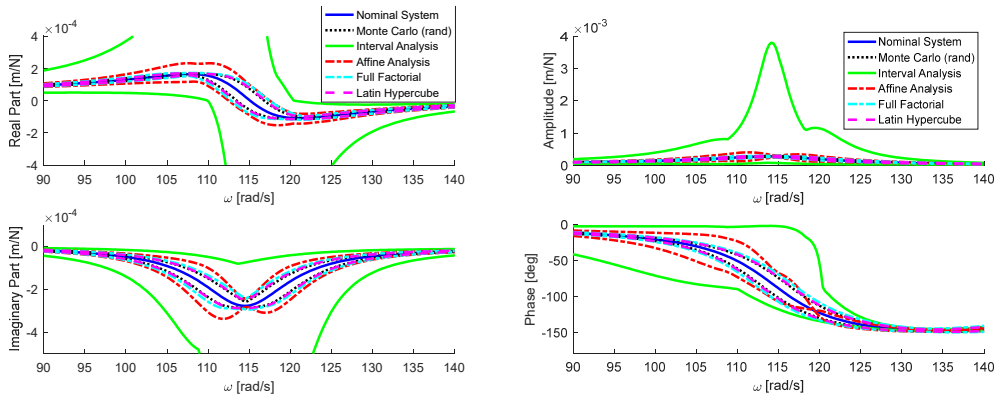 ×10⁻⁴
Real Part [m/N]
4
2
0
-2
-4
90 95 100 105 110 115 120 125 130 135 140
ω [rad/s]
Nominal System
Monte Carlo (rand)
Interval Analysis
Affine Analysis
Full Factorial
Latin Hypercube
×10⁻³
Amplitude [m/N]
4
3
2
1
0
90 95 100 105 110 115 120 125 130 135 140
ω [rad/s]
Nominal System
Monte Carlo (rand)
Interval Analysis
Affine Analysis
Full Factorial
Latin Hypercube
×10⁻⁴
Imaginary Part [m/N]
0
-2
-4
90 95 100 105 110 115 120 125 130 135 140
ω [rad/s]
Phase [deg]
0
-50
-100
-150
90 95 100 105 110 115 120 125 130 135 140
ω [rad/s]